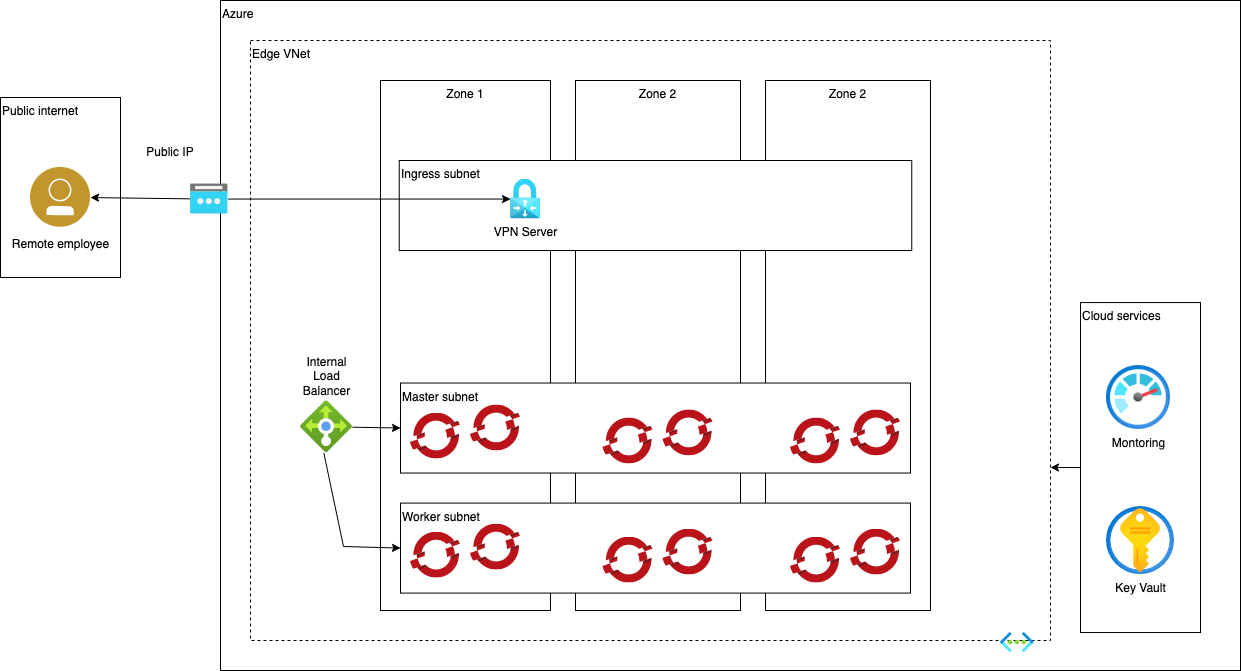 Azure
Edge VNet
Zone 1
Zone 2
Zone 2
Public internet
Public IP
Ingress subnet
VPN Server
Remote employee
Cloud services
Internal
Load
Balancer
Master subnet
Montoring
Worker subnet
Key Vault